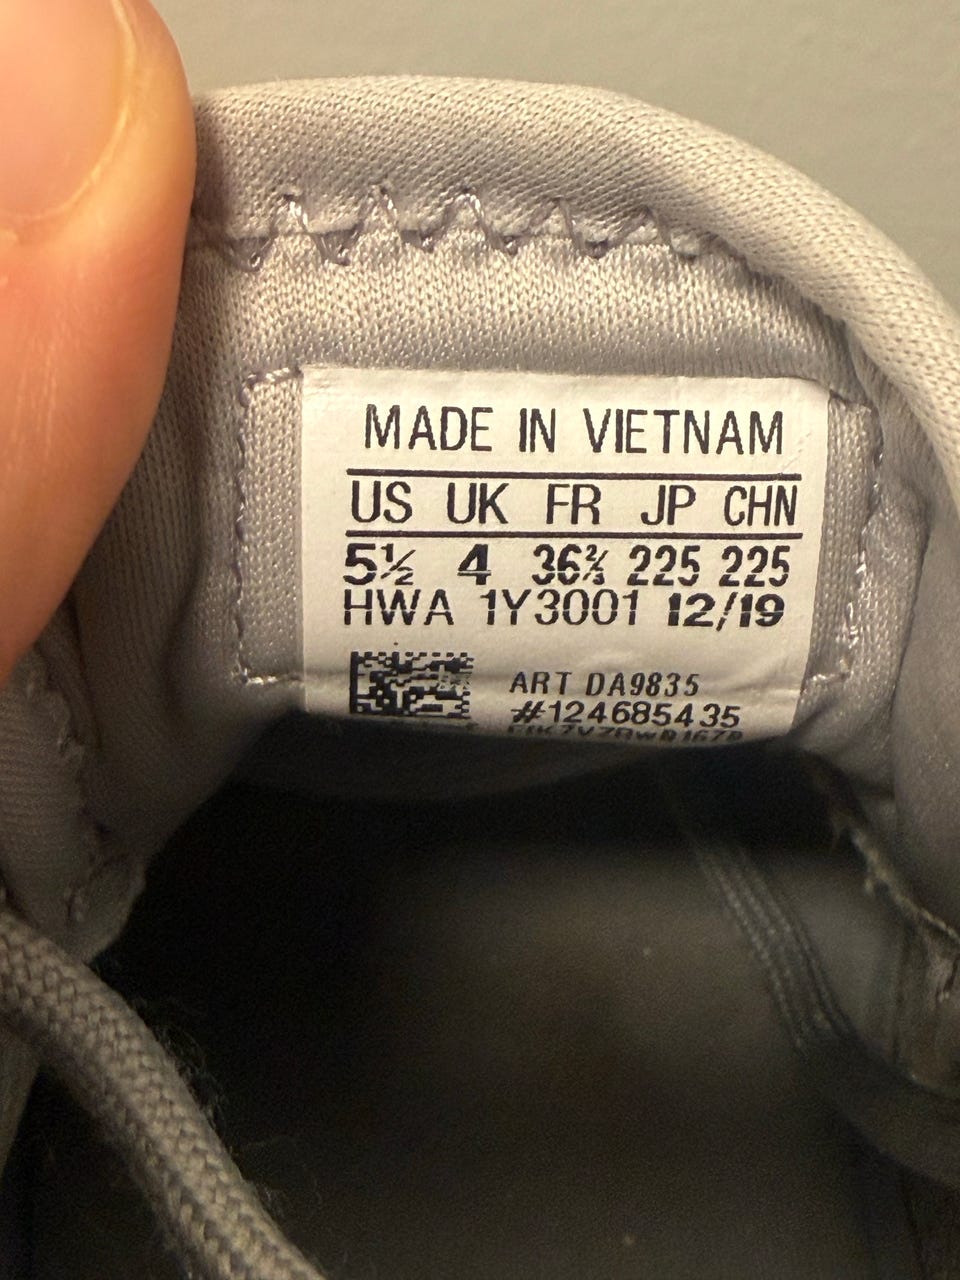 MADE IN VIETNAM
US UK FR JP CHN
5½ 4 36⅔ 225 225
HWA 1Y3001 12/19
ART DA9835
#124685435